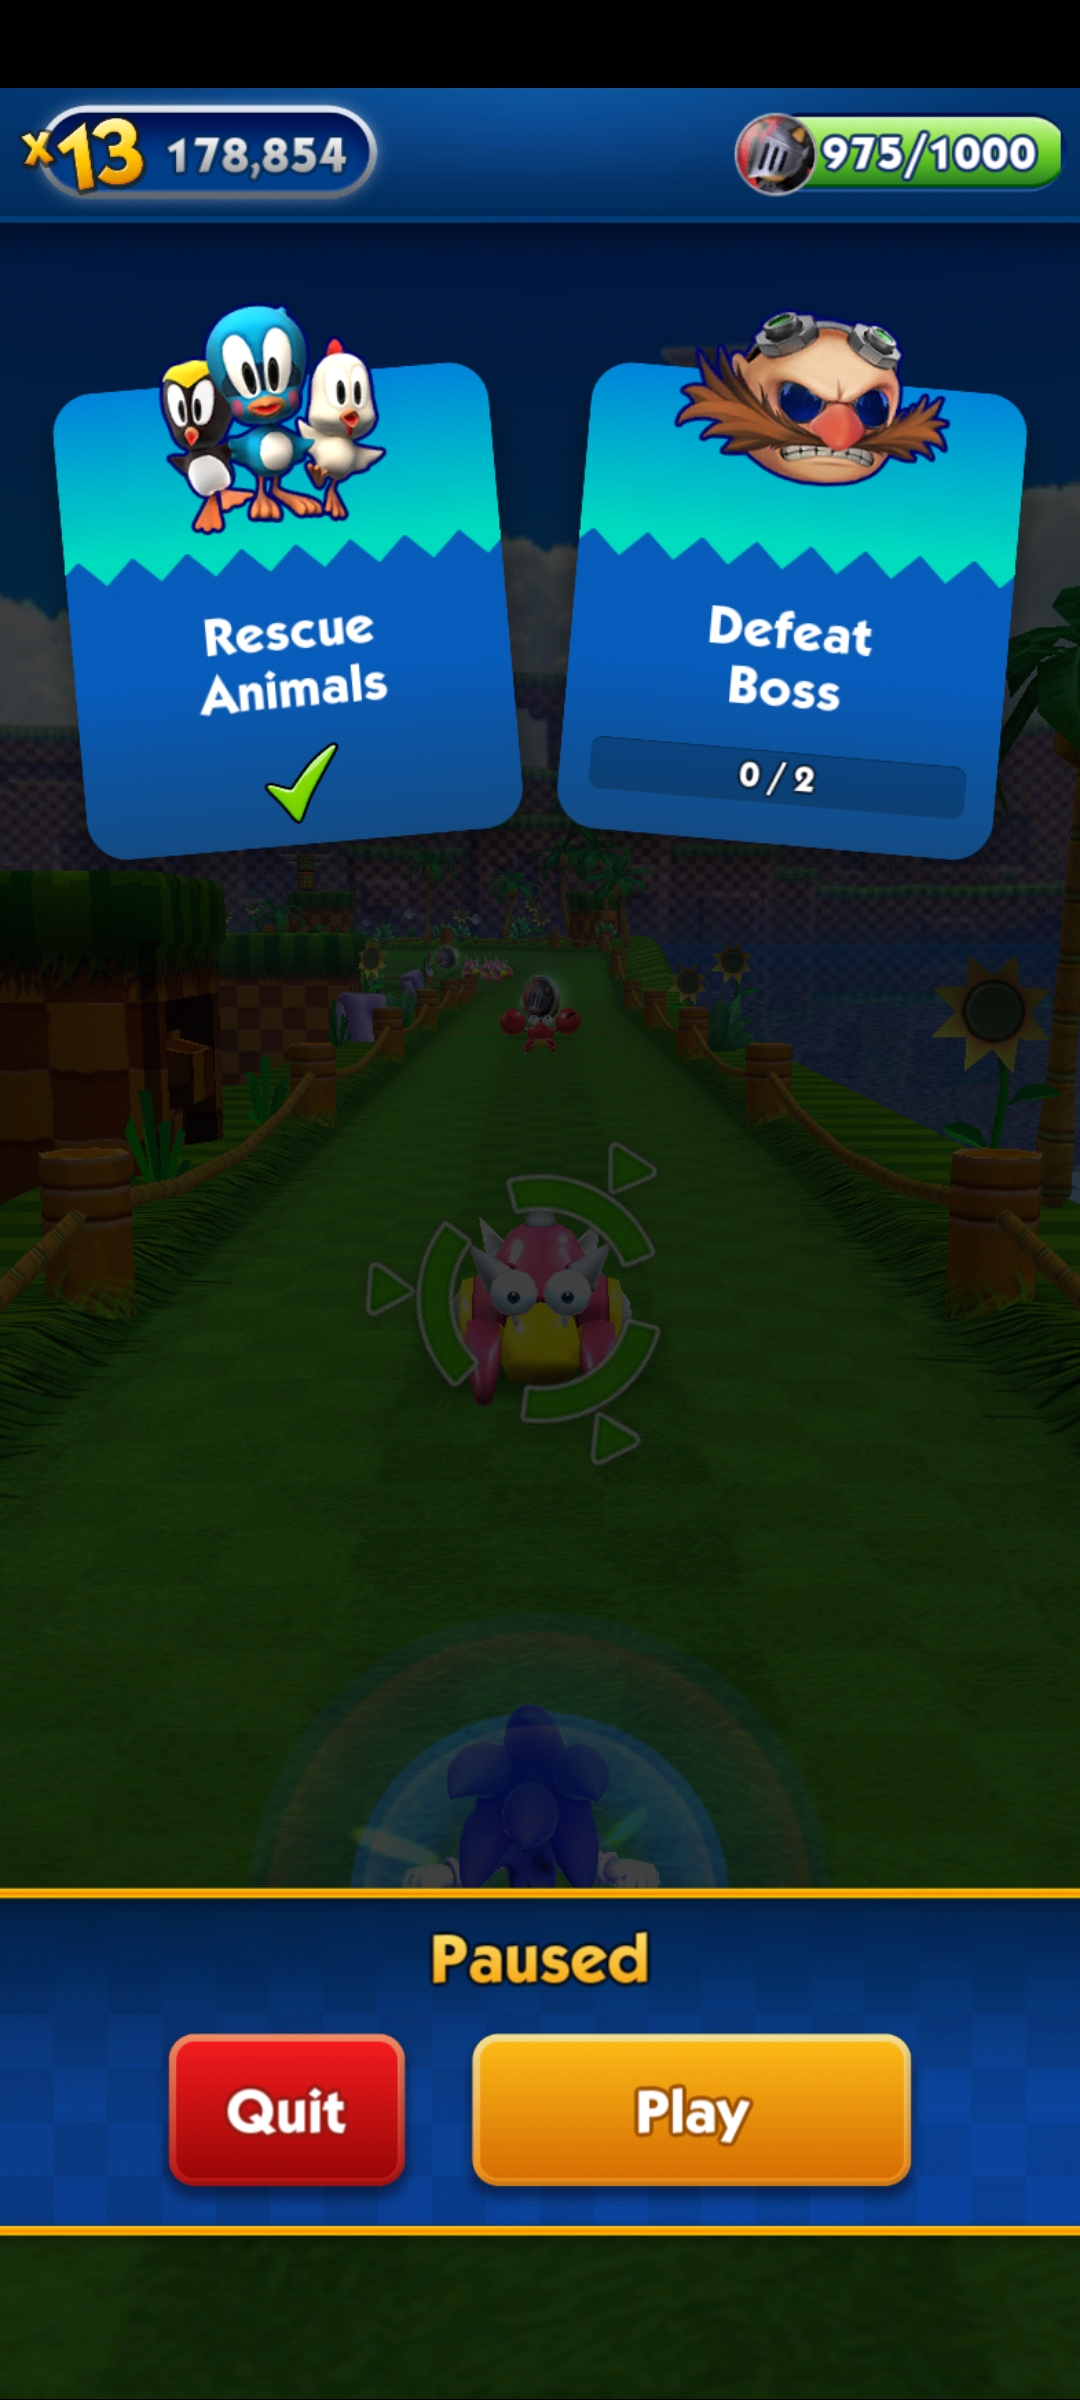 x13 178,854
975/1000
Rescue
Animals
Defeat
Boss
0/2
Paused
Quit
Play